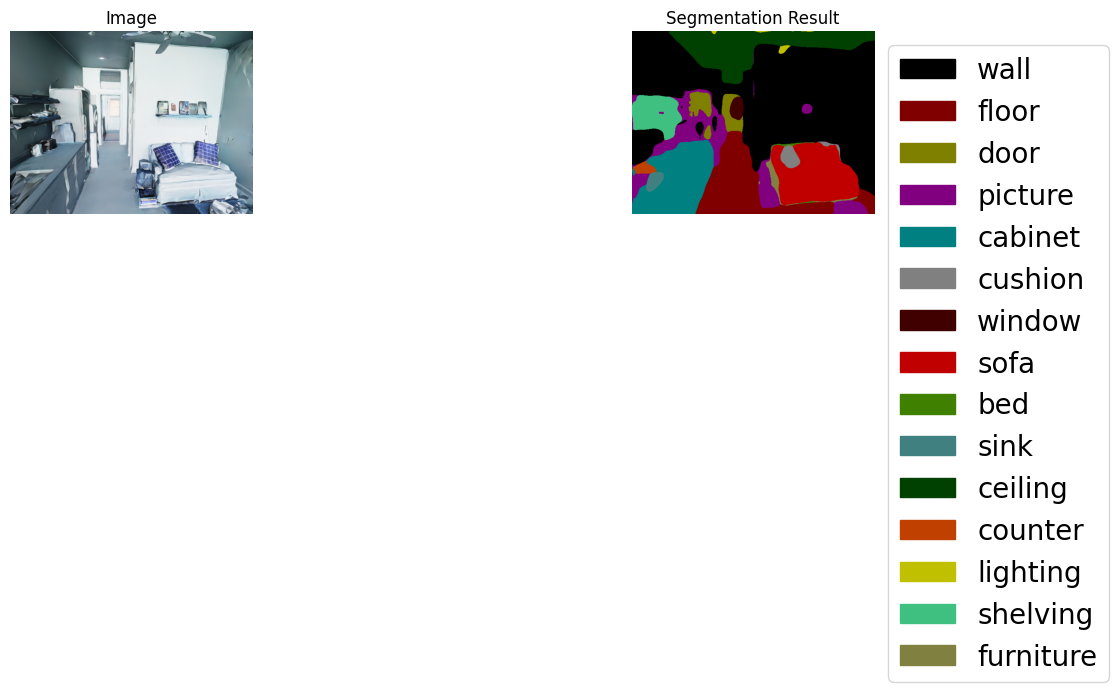 Image
Segmentation Result
wall
floor
door
picture
cabinet
cushion
window
sofa
bed
sink
ceiling
counter
lighting
shelving
furniture